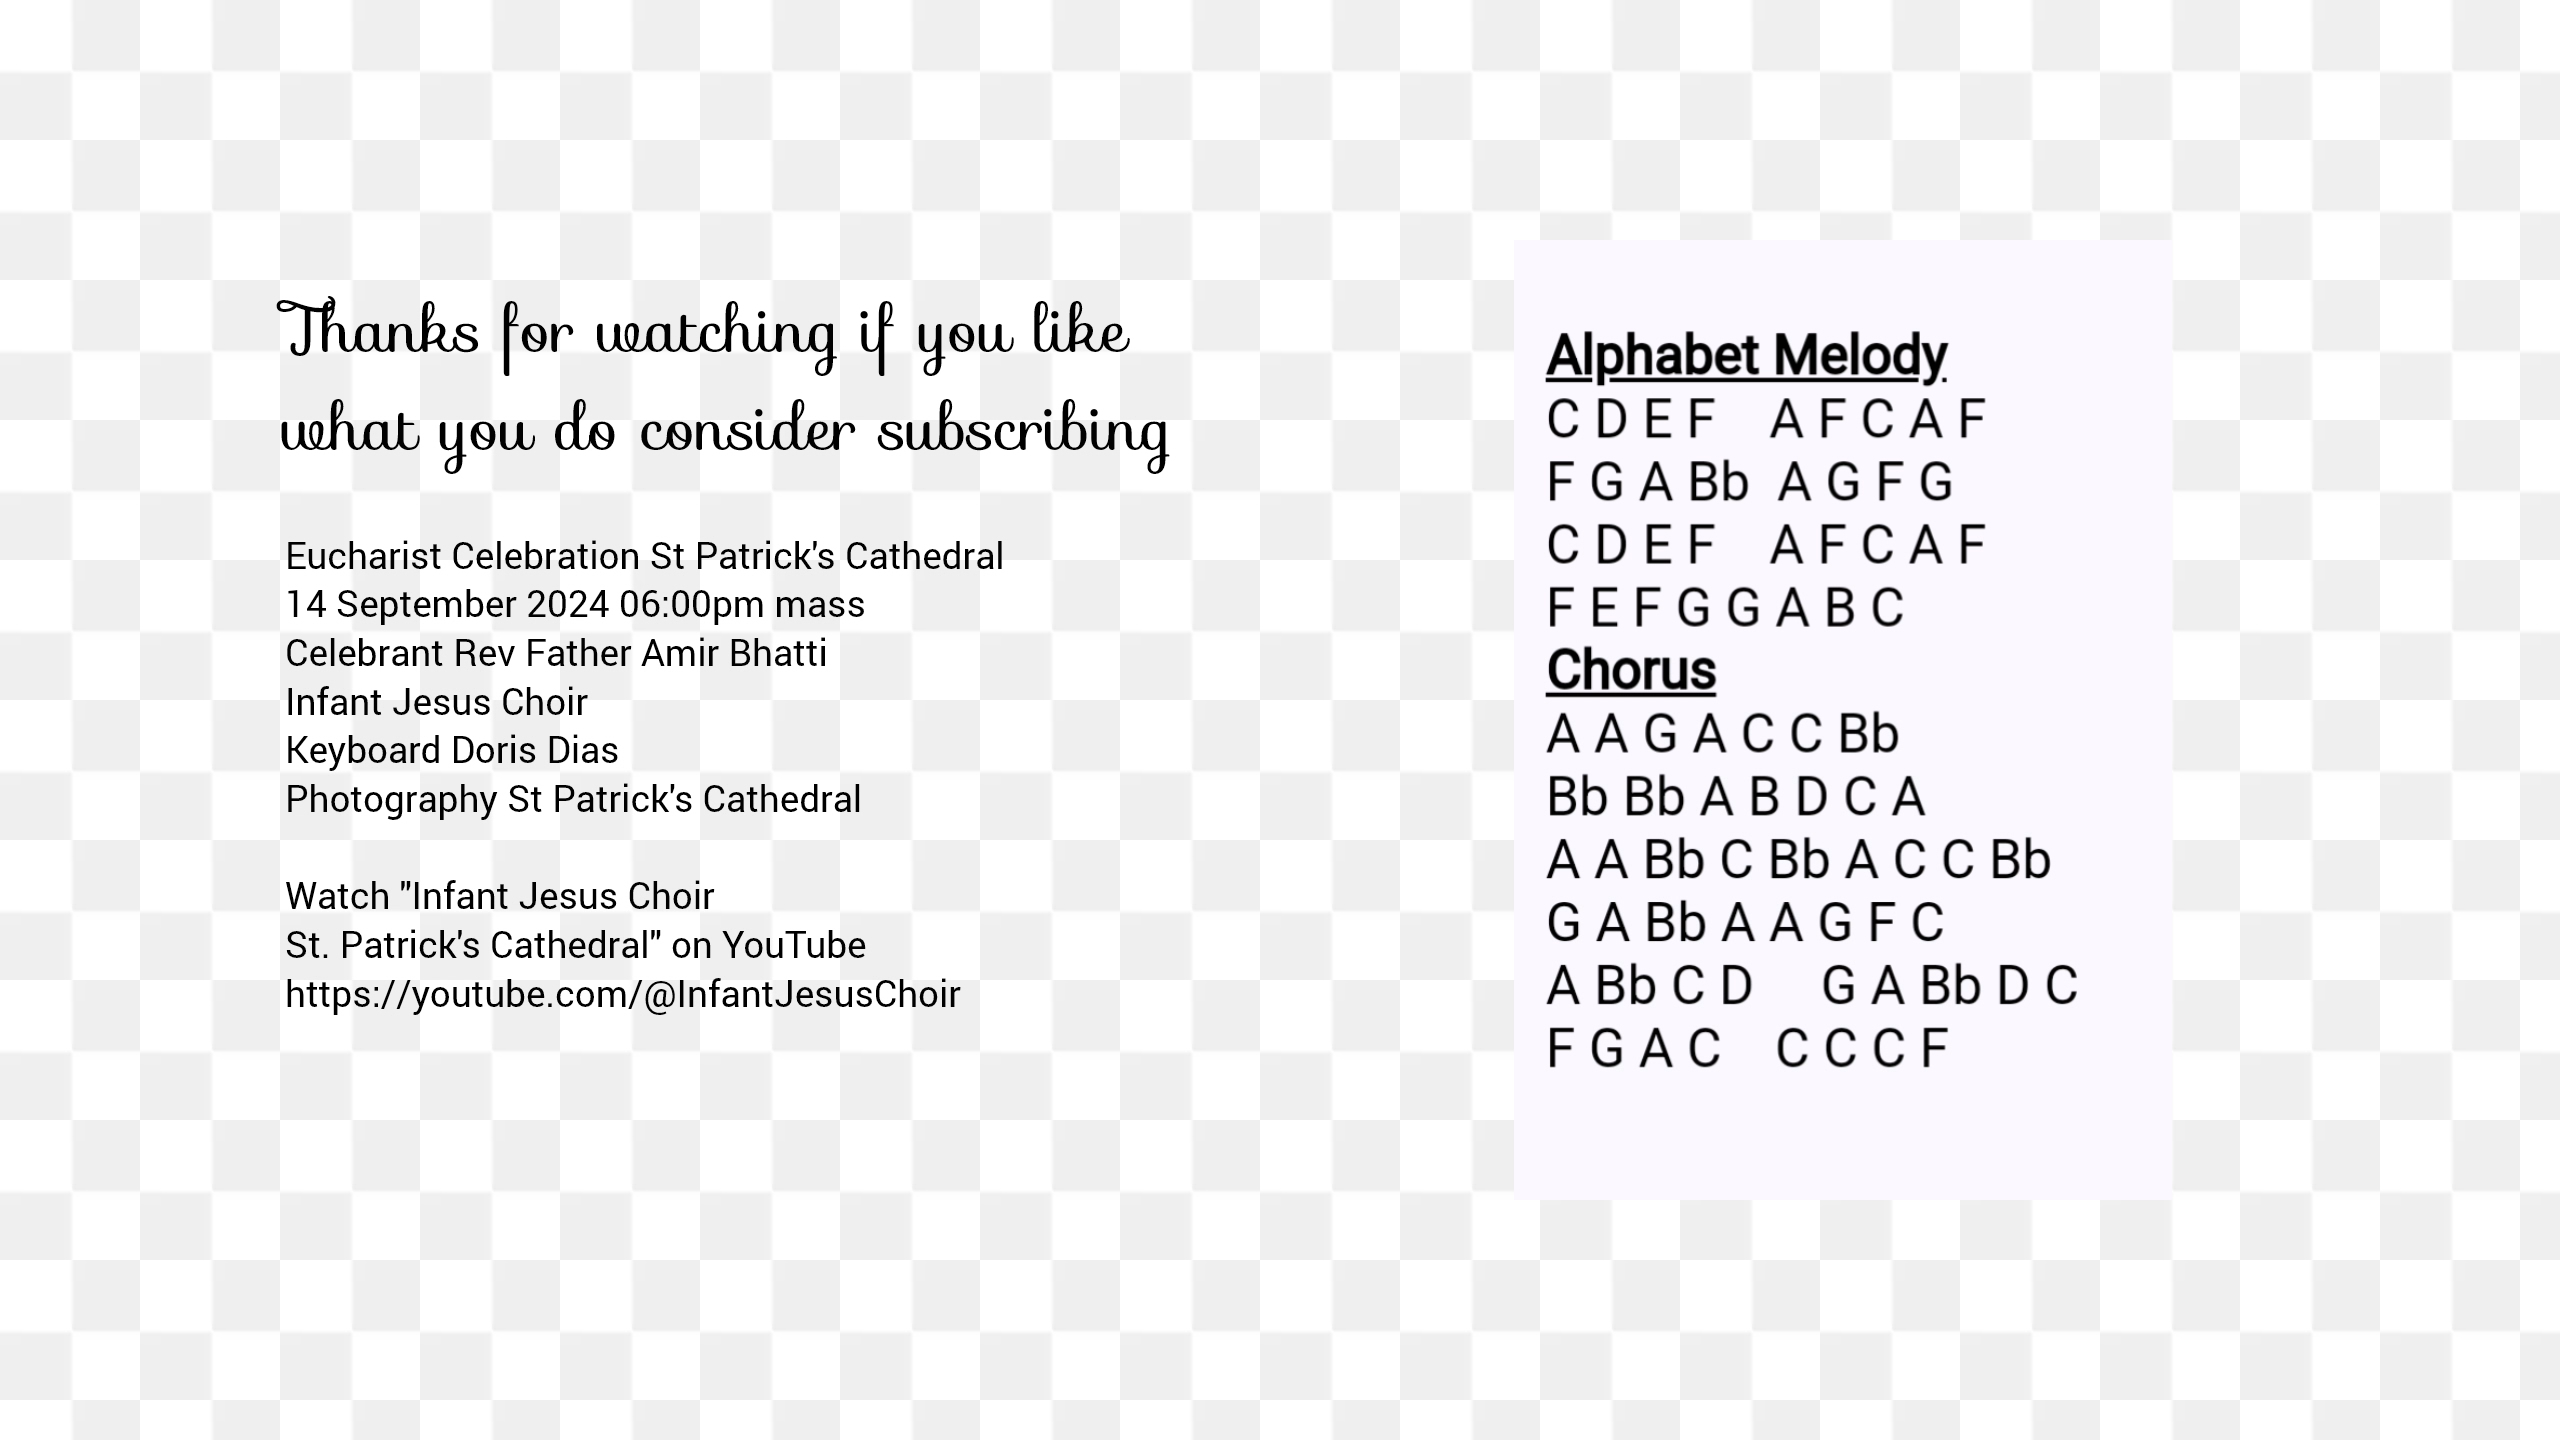 Thanks for watching if you like
what you do consider subscribing
Eucharist Celebration St Patrick's Cathedral
14 September 2024 06:00pm mass
Celebrant Rev Father Amir Bhatti
Infant Jesus Choir
Keyboard Doris Dias
Photography St Patrick's Cathedral
Watch "Infant Jesus Choir
St. Patrick's Cathedral" on YouTube
https://youtube.com/@InfantJesusChoir
Alphabet Melody
C D E F   A F C A F
F G A Bb  A G F G
C D E F   A F C A F
F E F G G A B C
Chorus
A A G A C C Bb
Bb Bb A B D C A
A A Bb C Bb A C C Bb
G A Bb A A G F C
A Bb C D    G A Bb D C
F G A C   C C C F